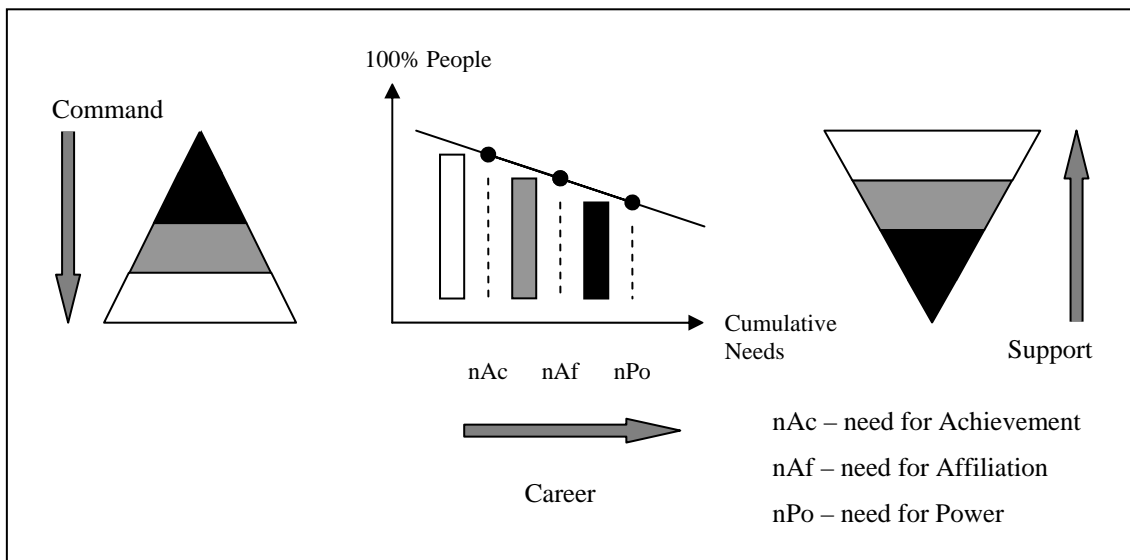 100% People
Command
Cumulative
Needs
Support
nAc nAf nPo
Career
nAc – need for Achievement
nAf – need for Affiliation
nPo – need for Power